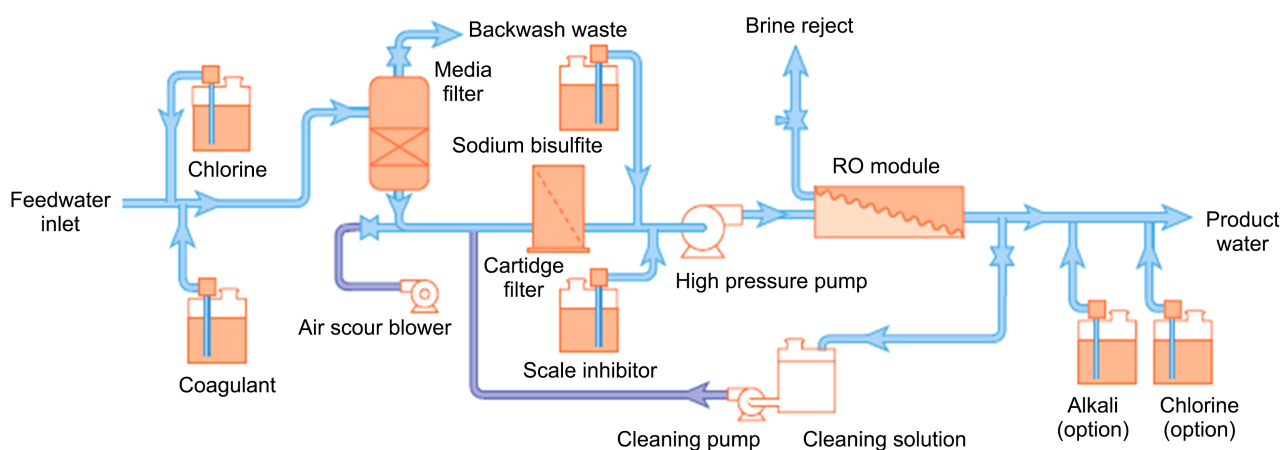 Brine reject
Backwash waste
Media
filter
Chlorine
Sodium bisulfite
RO module
Feedwater
inlet
Product
water
Cartidge
filter
High pressure pump
Air scour blower
Coagulant
Scale inhibitor
Cleaning pump
Cleaning solution
Alkali
(option)
Chlorine
(option)